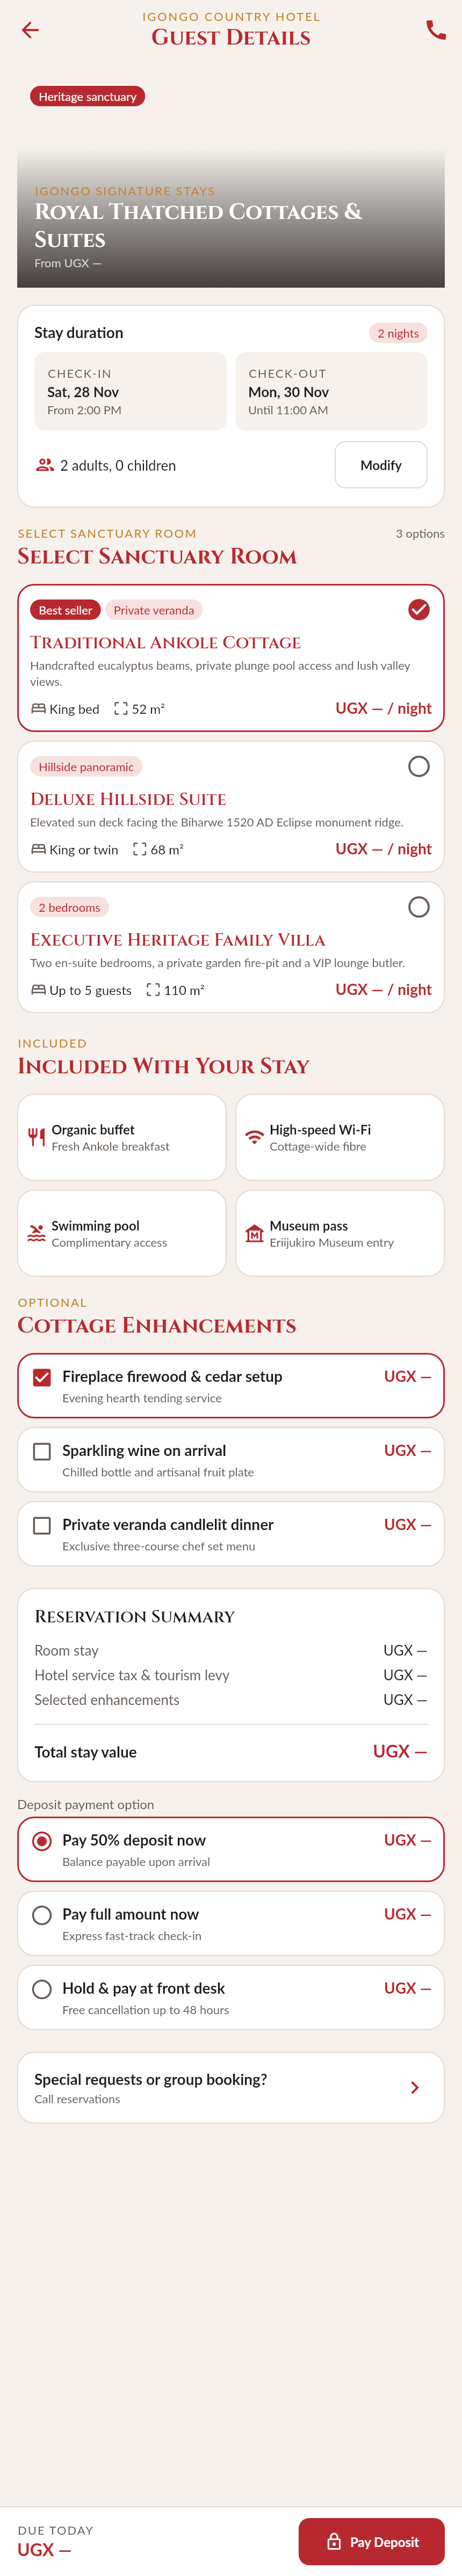 IGONGO COUNTRY HOTEL
Guest Details
Heritage sanctuary
IGONGO SIGNATURE STAYS
Royal Thatched Cottages &
Suites
From UGX —
Stay duration
2 nights
CHECK-IN
Sat, 28 Nov
From 2:00 PM
CHECK-OUT
Mon, 30 Nov
Until 11:00 AM
2 adults, 0 children
Modify
SELECT SANCTUARY ROOM
3 options
Select Sanctuary Room
Best seller
Private veranda
Traditional Ankole Cottage
Handcrafted eucalyptus beams, private plunge pool access and lush valley
views.
King bed
52 m²
UGX — / night
Hillside panoramic
Deluxe Hillside Suite
Elevated sun deck facing the Biharwe 1520 AD Eclipse monument ridge.
King or twin
68 m²
UGX — / night
2 bedrooms
Executive Heritage Family Villa
Two en-suite bedrooms, a private garden fire-pit and a VIP lounge butler.
Up to 5 guests
110 m²
UGX — / night
INCLUDED
Included With Your Stay
Organic buffet
Fresh Ankole breakfast
High-speed Wi-Fi
Cottage-wide fibre
Swimming pool
Complimentary access
Museum pass
Eriijukiro Museum entry
OPTIONAL
Cottage Enhancements
Fireplace firewood & cedar setup
UGX —
Evening hearth tending service
Sparkling wine on arrival
UGX —
Chilled bottle and artisanal fruit plate
Private veranda candlelit dinner
UGX —
Exclusive three-course chef set menu
Reservation Summary
Room stay
UGX —
Hotel service tax & tourism levy
UGX —
Selected enhancements
UGX —
Total stay value
UGX —
Deposit payment option
Pay 50% deposit now
UGX —
Balance payable upon arrival
Pay full amount now
UGX —
Express fast-track check-in
Hold & pay at front desk
UGX —
Free cancellation up to 48 hours
Special requests or group booking?
Call reservations
DUE TODAY
UGX —
Pay Deposit